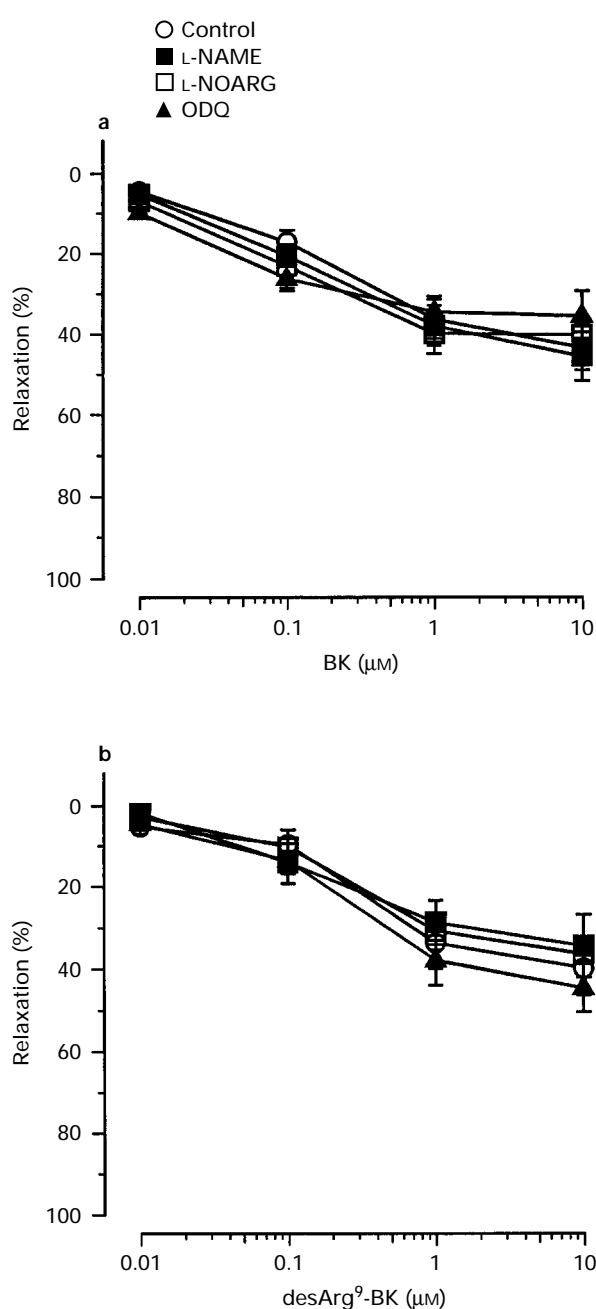 Control
L-NAME
L-NOARG
ODQ
a
0
20
40
60
80
100
Relaxation (%)
0.01 0.1 1 10
BK (μM)
b
0
20
40
60
80
100
Relaxation (%)
0.01 0.1 1 10
desArg⁹-BK (μM)